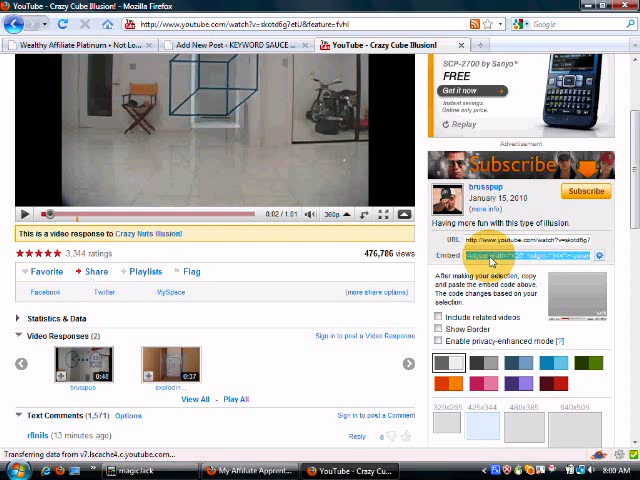 YouTube - Crazy Cube Illusion! - Mozilla Firefox
http://www.youtube.com/watch?v=skotd6g7etU&feature=fvhl
Google
Wealthy Affiliate Platinum • Not Lo...
Add New Post ‹ KEYWORD SAUCE ...
YouTube - Crazy Cube Illusion!
SCP-2700 by Sanyo™
FREE
Get it now
Instant savings.
Online only.
Replay
Advertisement
Subscribe
0:02 / 1:01
360p
brusspup
January 15, 2010
(more info)
Subscribe
Having more fun with this type of illusion.
URL http://www.youtube.com/watch?v=skotd6g7
Embed
This is a video response to Crazy Nuts Illusion!
3,344 ratings
476,786 views
Favorite
Share
Playlists
Flag
Facebook
Twitter
MySpace
(more share options)
After making your selection, copy
and paste the embed code above.
The code changes based on your
selection.
Include related videos
Show Border
Enable privacy-enhanced mode [?]
Statistics & Data
Video Responses (2)
Sign in to post a Video Response
0:48
0:37
brusspup
explodin...
View All - Play All
320x265
425x344
480x385
640x505
Text Comments (1,571) Options
Sign in to post a Comment
r8nils (13 minutes ago)
Reply
Transferring data from v7.lscache4.c.youtube.com...
magicJack
My Affiliate Apprent...
YouTube - Crazy Cu...
8:00 AM